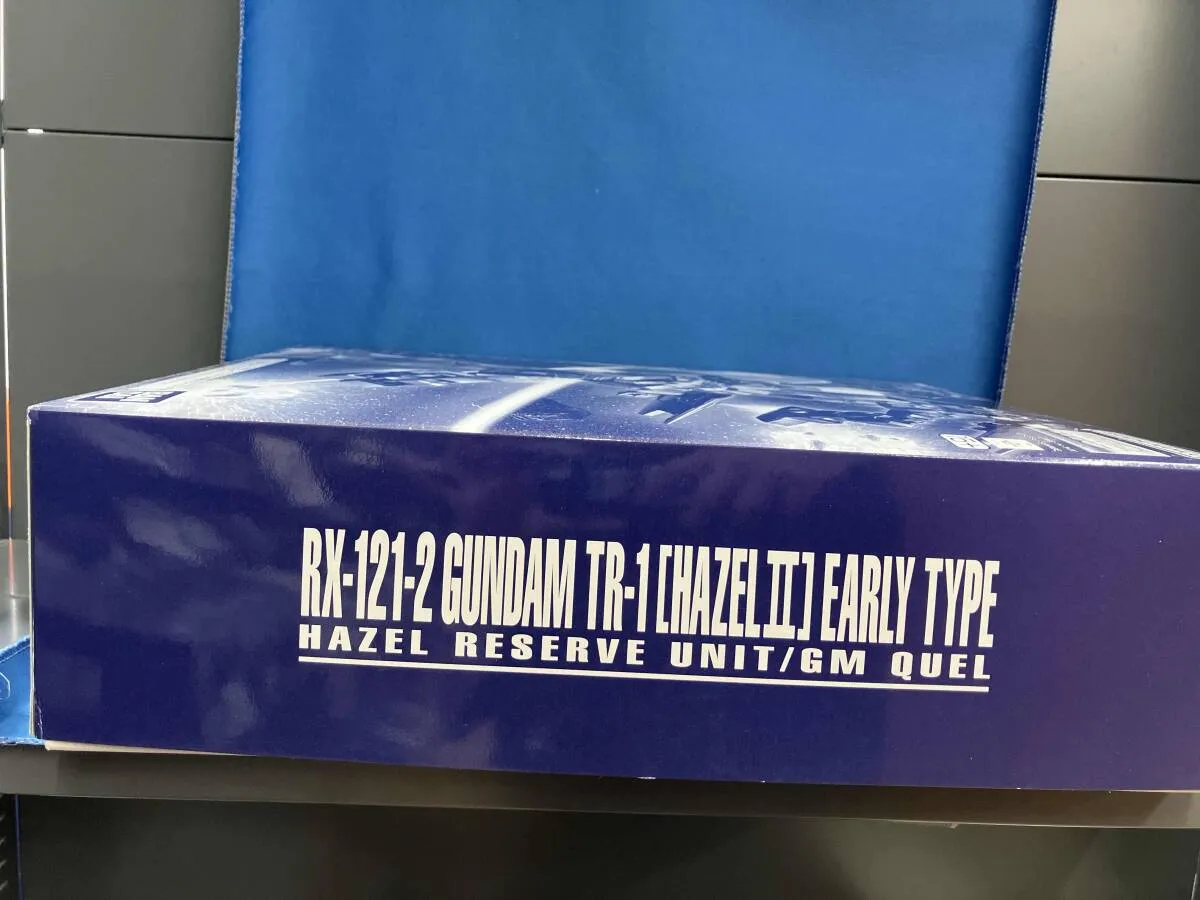 RX-121-2 GUNDAM TR-1 [HAZEL II] EARLY TYPE
HAZEL RESERVE UNIT/GM QUEL